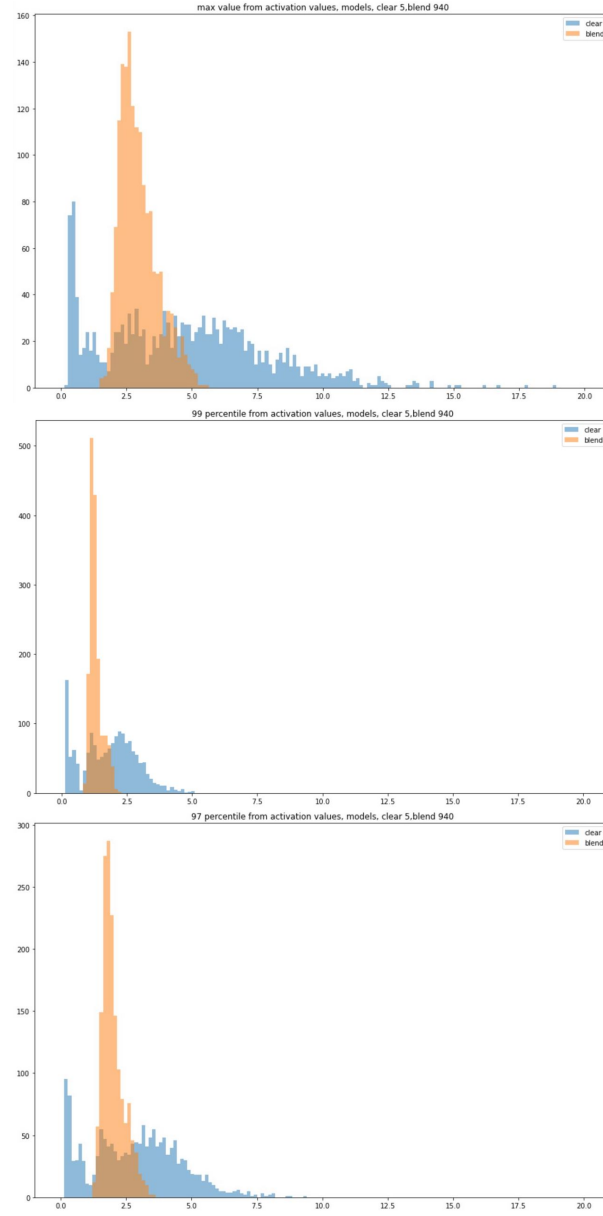 max value from activation values, models, clear 5,blend 940
clear
blend
160
140
120
100
80
60
40
20
0
0.0 2.5 5.0 7.5 10.0 12.5 15.0 17.5 20.0
99 percentile from activation values, models, clear 5,blend 940
clear
blend
500
400
300
200
100
0
0.0 2.5 5.0 7.5 10.0 12.5 15.0 17.5 20.0
97 percentile from activation values, models, clear 5,blend 940
clear
blend
300
250
200
150
100
50
0
0.0 2.5 5.0 7.5 10.0 12.5 15.0 17.5 20.0